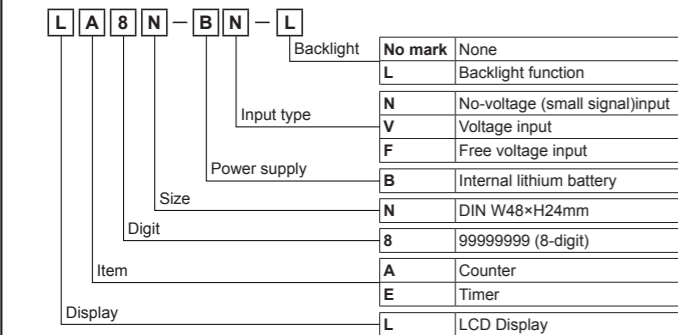 L A 8 N - B N - L
Backlight No mark None
L Backlight function
Input type N No-voltage (small signal)input
V Voltage input
F Free voltage input
Power supply B Internal lithium battery
Size N DIN W48×H24mm
Digit 8 99999999 (8-digit)
Item A Counter
E Timer
Display L LCD Display